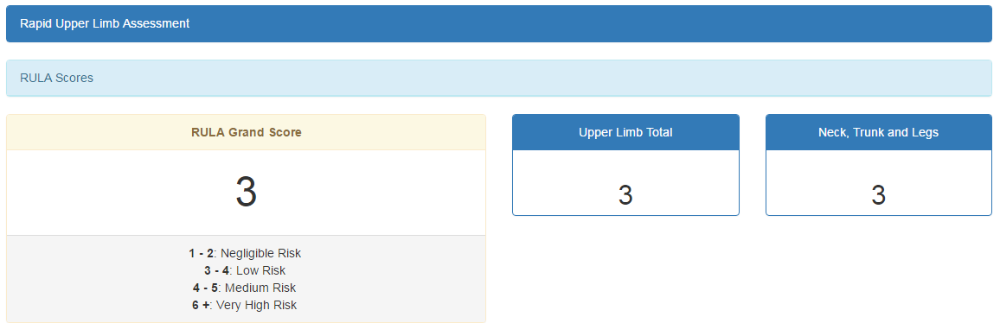 Rapid Upper Limb Assessment
RULA Scores
RULA Grand Score
3
1 - 2: Negligible Risk
3 - 4: Low Risk
4 - 5: Medium Risk
6 +: Very High Risk
Upper Limb Total
3
Neck, Trunk and Legs
3